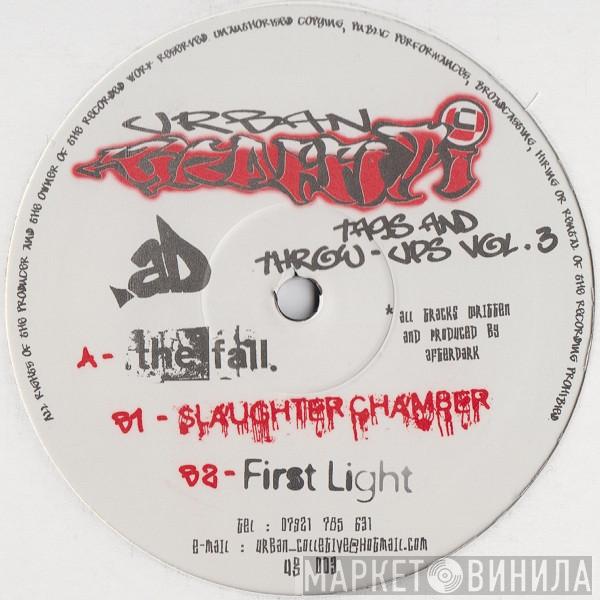 ALL RIGHTS OF THE PRODUCER AND THE OWNER OF THE RECORDED WORK RESERVED UNAUTHORISED COPYING, PUBLIC PERFORMANCES, BROADCASTING, HIRING OR RENTAL OF THE RECORDING PROHIBITED
URBAN
GRAFFITI
TAGS AND
THROW-UPS VOL. 3
.aD
* all tracks written
and produced by
afterdark
A - .the fall.
B1 - SLAUGHTER CHAMBER
B2 - First Light
tel : 07921 785 631
e-mail : urban_colletive@hotmail.com
UG 003
МАРКЕТ ВИНИЛА